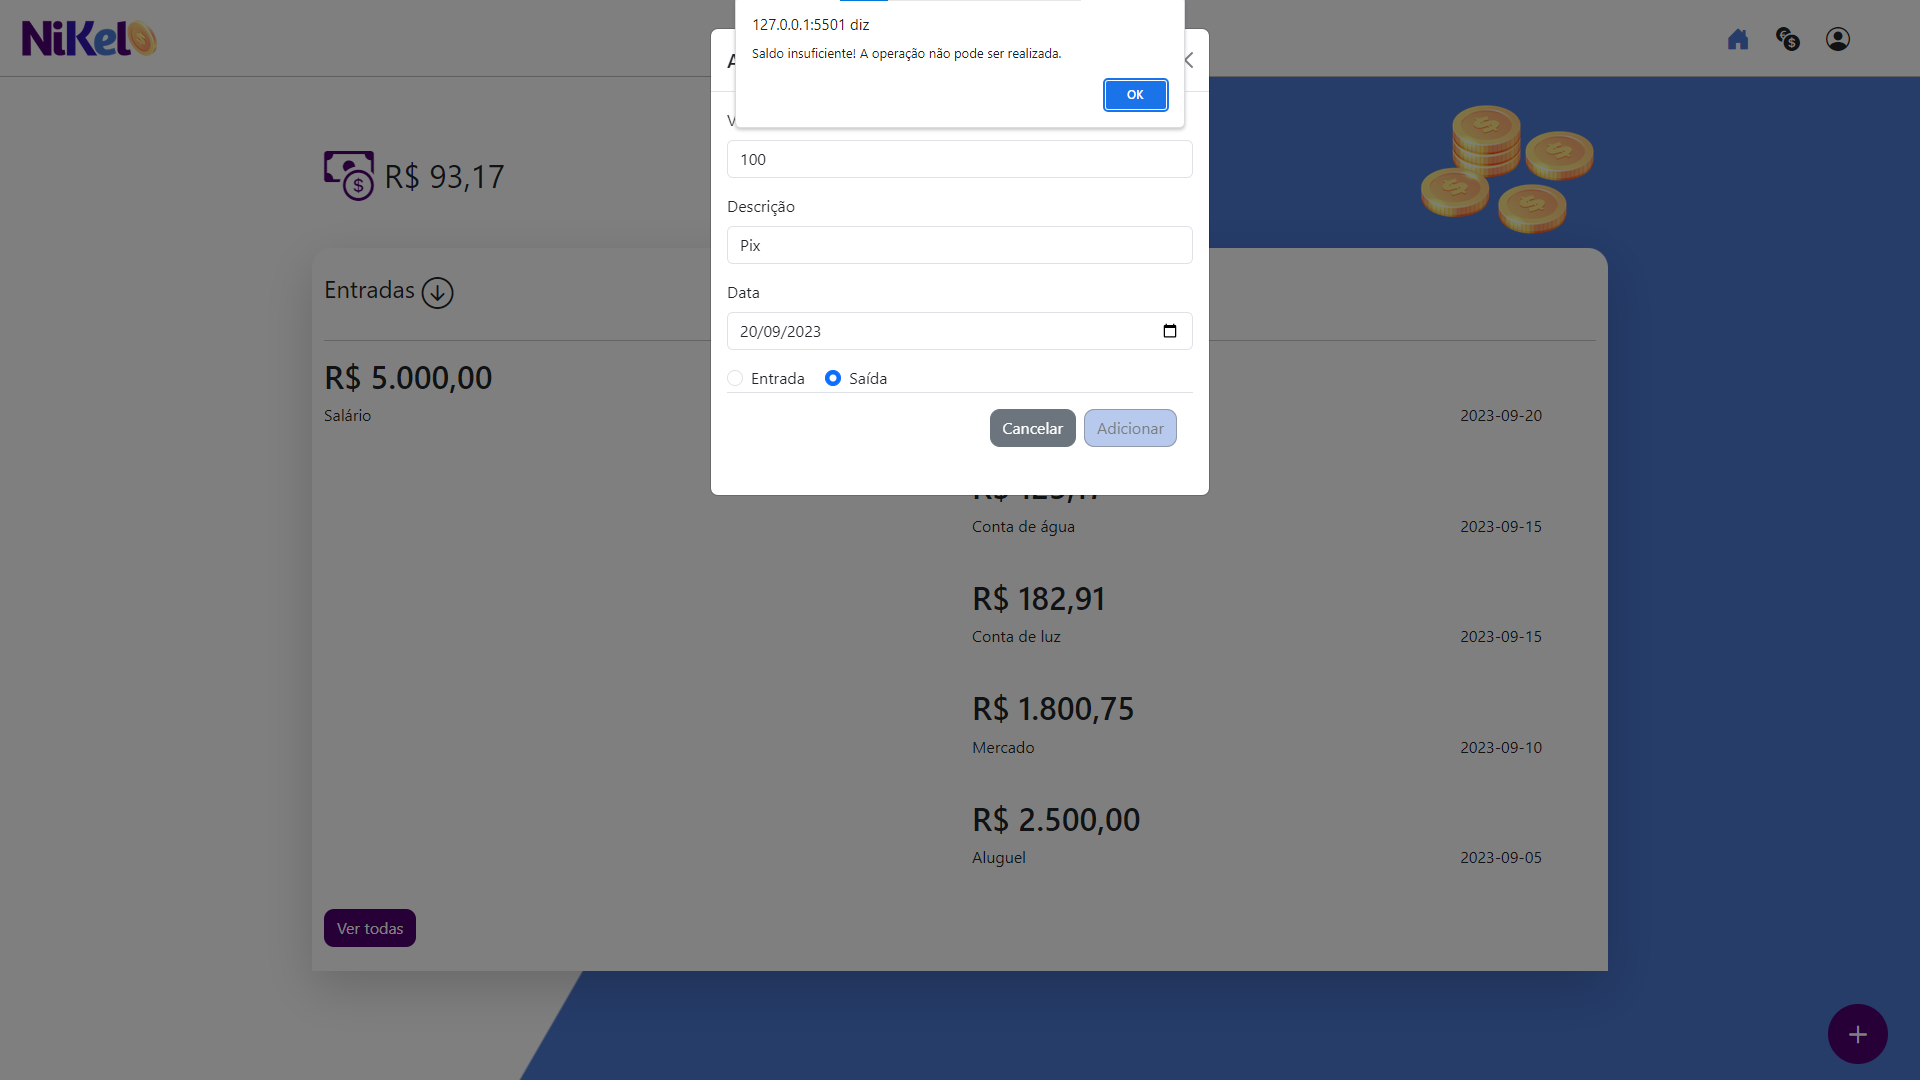 NiKel
127.0.0.1:5501 diz
Saldo insuficiente! A operação não pode ser realizada.
OK
100
Descrição
Pix
Data
20/09/2023
Entrada
Saída
Cancelar
Adicionar
R$ 93,17
Entradas
R$ 5.000,00
Salário
2023-09-20
Conta de água
2023-09-15
R$ 182,91
Conta de luz
2023-09-15
R$ 1.800,75
Mercado
2023-09-10
R$ 2.500,00
Aluguel
2023-09-05
Ver todas